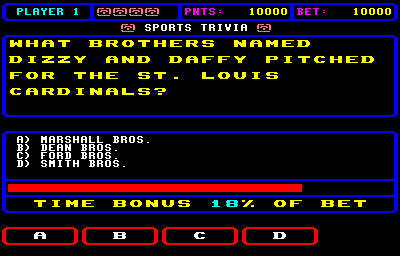 PLAYER 1 PNTS: 10000 BET: 10000
SPORTS TRIVIA
WHAT BROTHERS NAMED
DIZZY AND DAFFY PITCHED
FOR THE ST. LOUIS
CARDINALS?
A) MARSHALL BROS.
B) DEAN BROS.
C) FORD BROS.
D) SMITH BROS.
TIME BONUS 18% OF BET
A B C D